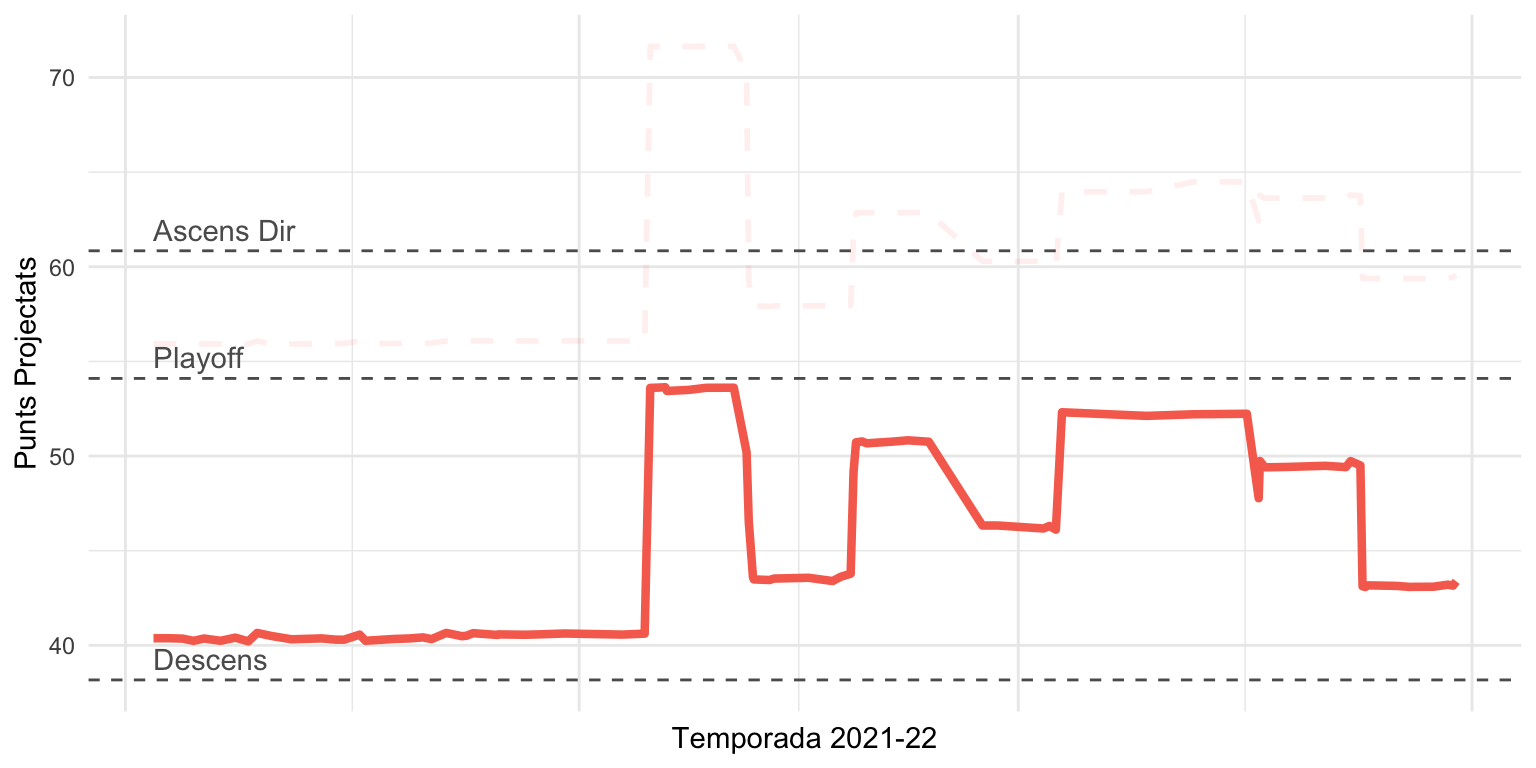 70
60
50
40
Punts Projectats
Ascens Dir
Playoff
Descens
Temporada 2021-22